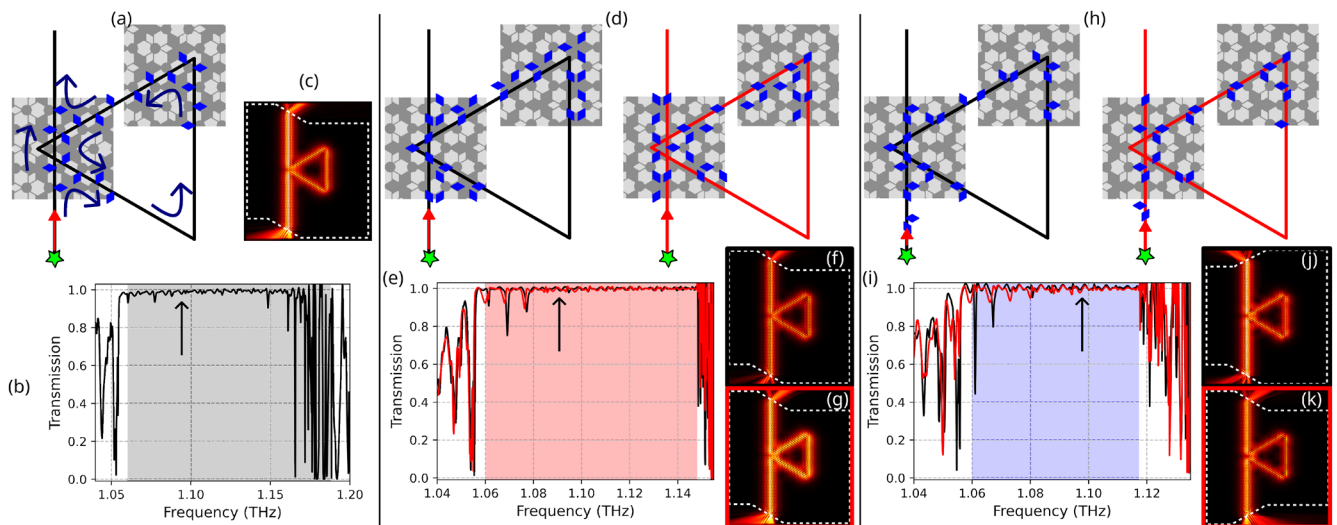 (a)
(c)
(b)
Transmission
1.0
0.8
0.6
0.4
0.2
0.0
1.05
1.10
1.15
1.20
Frequency (THz)
(d)
(e)
Transmission
1.0
0.8
0.6
0.4
0.2
0.0
1.04
1.06
1.08
1.10
1.12
1.14
Frequency (THz)
(f)
(g)
(h)
(i)
Transmission
1.0
0.8
0.6
0.4
0.2
0.0
1.04
1.06
1.08
1.10
1.12
Frequency (THz)
(j)
(k)